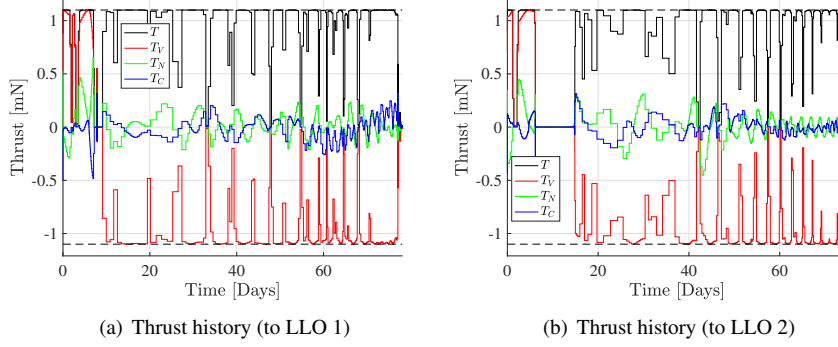 1
0.5
0
-0.5
-1
Thrust [mN]
T
T_V
T_N
T_C
0 20 40 60
Time [Days]
(a) Thrust history (to LLO 1)
1
0.5
0
-0.5
-1
Thrust [mN]
T
T_V
T_N
T_C
0 20 40 60
Time [Days]
(b) Thrust history (to LLO 2)